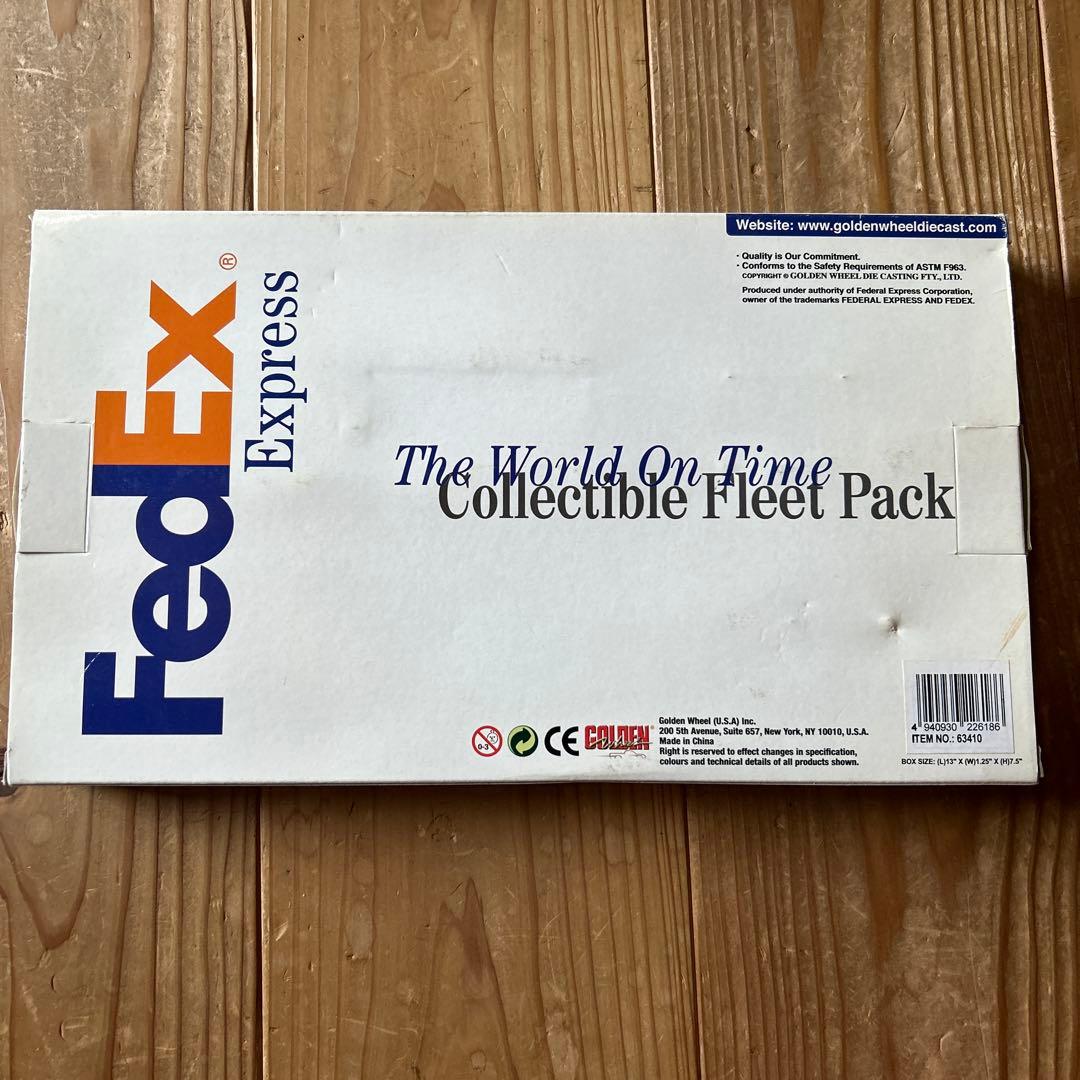 Website: www.goldenwheeldiecast.com
· Quality is Our Commitment.
· Conforms to the Safety Requirements of ASTM F963.
COPYRIGHT © GOLDEN WHEEL DIE CASTING FTY., LTD.
Produced under authority of Federal Express Corporation,
owner of the trademarks FEDERAL EXPRESS AND FEDEX.
FedEx®
Express
The World On Time
Collectible Fleet Pack
0-3
CE
GOLDEN
Wheel
Golden Wheel (U.S.A) Inc.
200 5th Avenue, Suite 657, New York, NY 10010, U.S.A.
Made in China
Right is reserved to effect changes in specification,
colours and technical details of all products shown.
4 940930 226186
ITEM NO.: 63410
BOX SIZE: (L)13" X (W)1.25" X (H)7.5"